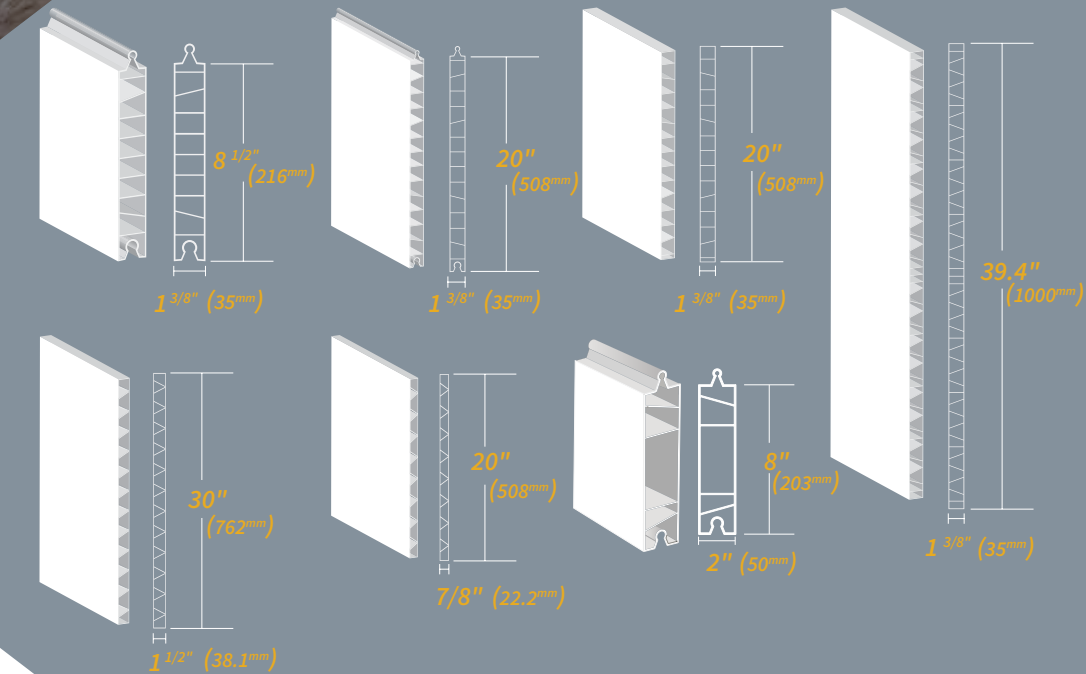 8 1/2"
(216mm)
1 3/8" (35mm)
20"
(508mm)
1 3/8" (35mm)
20"
(508mm)
1 3/8" (35mm)
39.4"
(1000mm)
1 3/8" (35mm)
30"
(762mm)
1 1/2" (38.1mm)
20"
(508mm)
7/8" (22.2mm)
8"
(203mm)
2" (50mm)